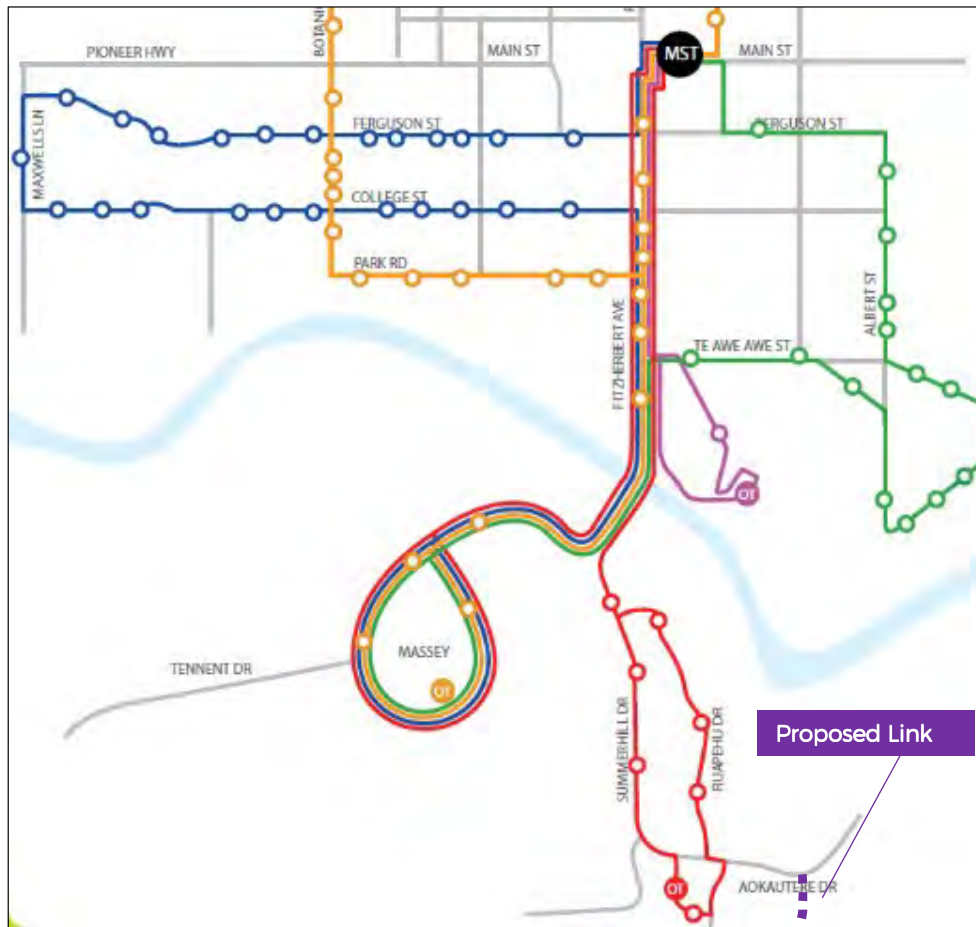 BOTANIC
PIONEER HWY
MAIN ST
MST
MAIN ST
MAXWELLS LN
FERGUSON ST
FERGUSON ST
COLLEGE ST
PARK RD
FITZHERBERT AVE
ALBERT ST
TE AWE AWE ST
OT
MASSEY
TENNENT DR
OT
SUMMERHILL DR
RUAPEHU DR
Proposed Link
OT
AOKAUTERE DR